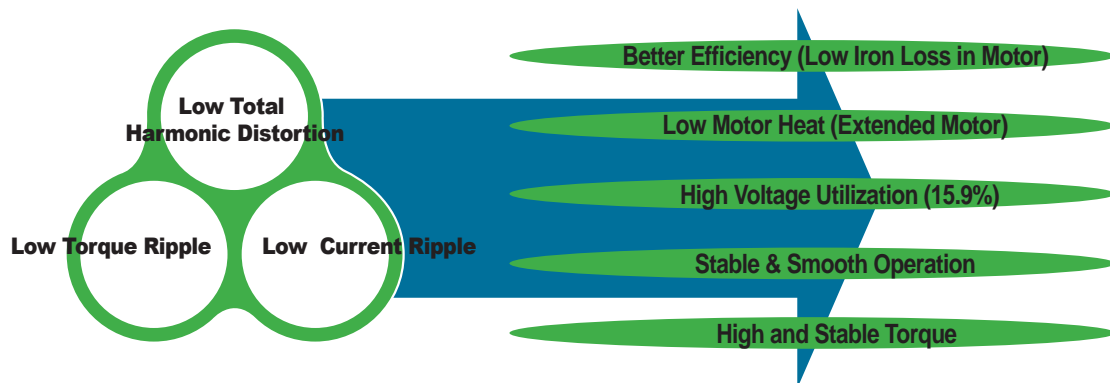 Low Total
Harmonic Distortion
Low Torque Ripple
Low Current Ripple
Better Efficiency (Low Iron Loss in Motor)
Low Motor Heat (Extended Motor)
High Voltage Utilization (15.9%)
Stable & Smooth Operation
High and Stable Torque